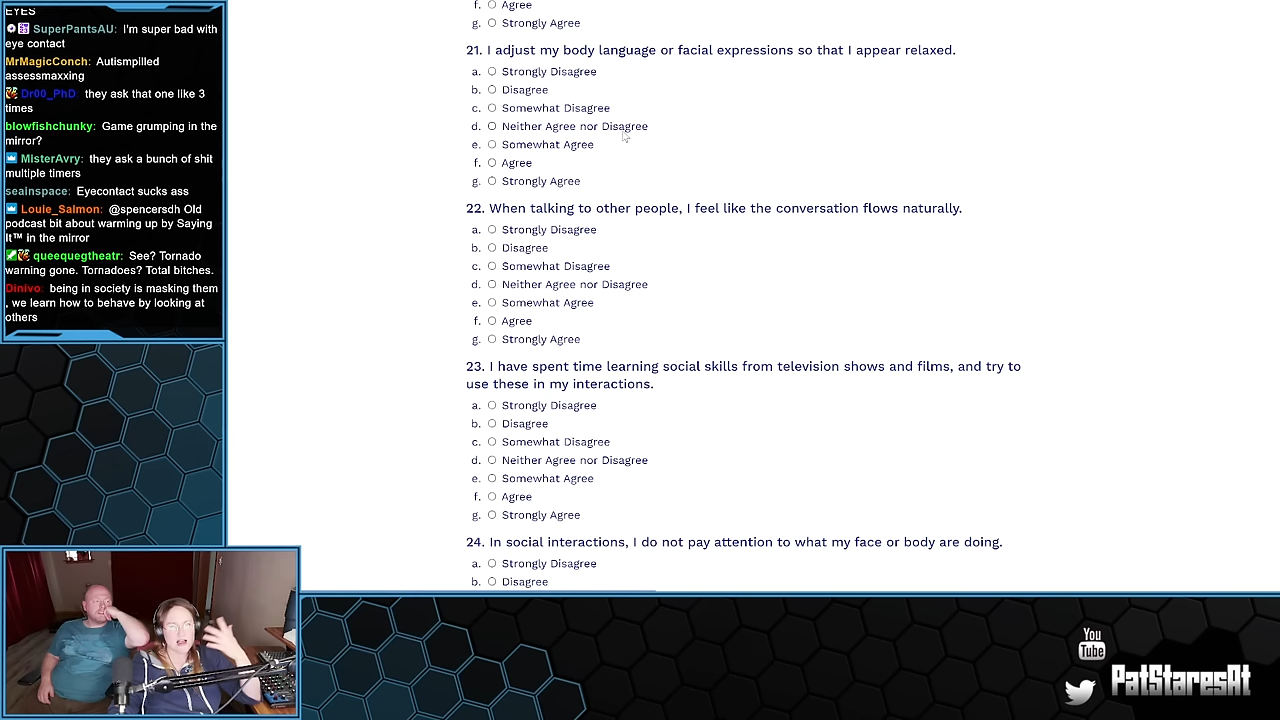 EYES
SuperPantsAU: I'm super bad with
eye contact
MrMagicConch: Autismpilled
assessmaxxing
Dr00_PhD: they ask that one like 3
times
blowfishchunky: Game grumping in the
mirror?
MisterAvry: they ask a bunch of shit
multiple timers
seainspace: Eyecontact sucks ass
Louie_Salmon: @spencersdh Old
podcast bit about warming up by Saying
It™ in the mirror
queequegtheatr: See? Tornado
warning gone. Tornadoes? Total bitches.
Dinivo: being in society is masking them
, we learn how to behave by looking at
others
f. Agree
g. Strongly Agree
21. I adjust my body language or facial expressions so that I appear relaxed.
a. Strongly Disagree
b. Disagree
c. Somewhat Disagree
d. Neither Agree nor Disagree
e. Somewhat Agree
f. Agree
g. Strongly Agree
22. When talking to other people, I feel like the conversation flows naturally.
a. Strongly Disagree
b. Disagree
c. Somewhat Disagree
d. Neither Agree nor Disagree
e. Somewhat Agree
f. Agree
g. Strongly Agree
23. I have spent time learning social skills from television shows and films, and try to
use these in my interactions.
a. Strongly Disagree
b. Disagree
c. Somewhat Disagree
d. Neither Agree nor Disagree
e. Somewhat Agree
f. Agree
g. Strongly Agree
24. In social interactions, I do not pay attention to what my face or body are doing.
a. Strongly Disagree
b. Disagree
You
Tube
PatStaresAt